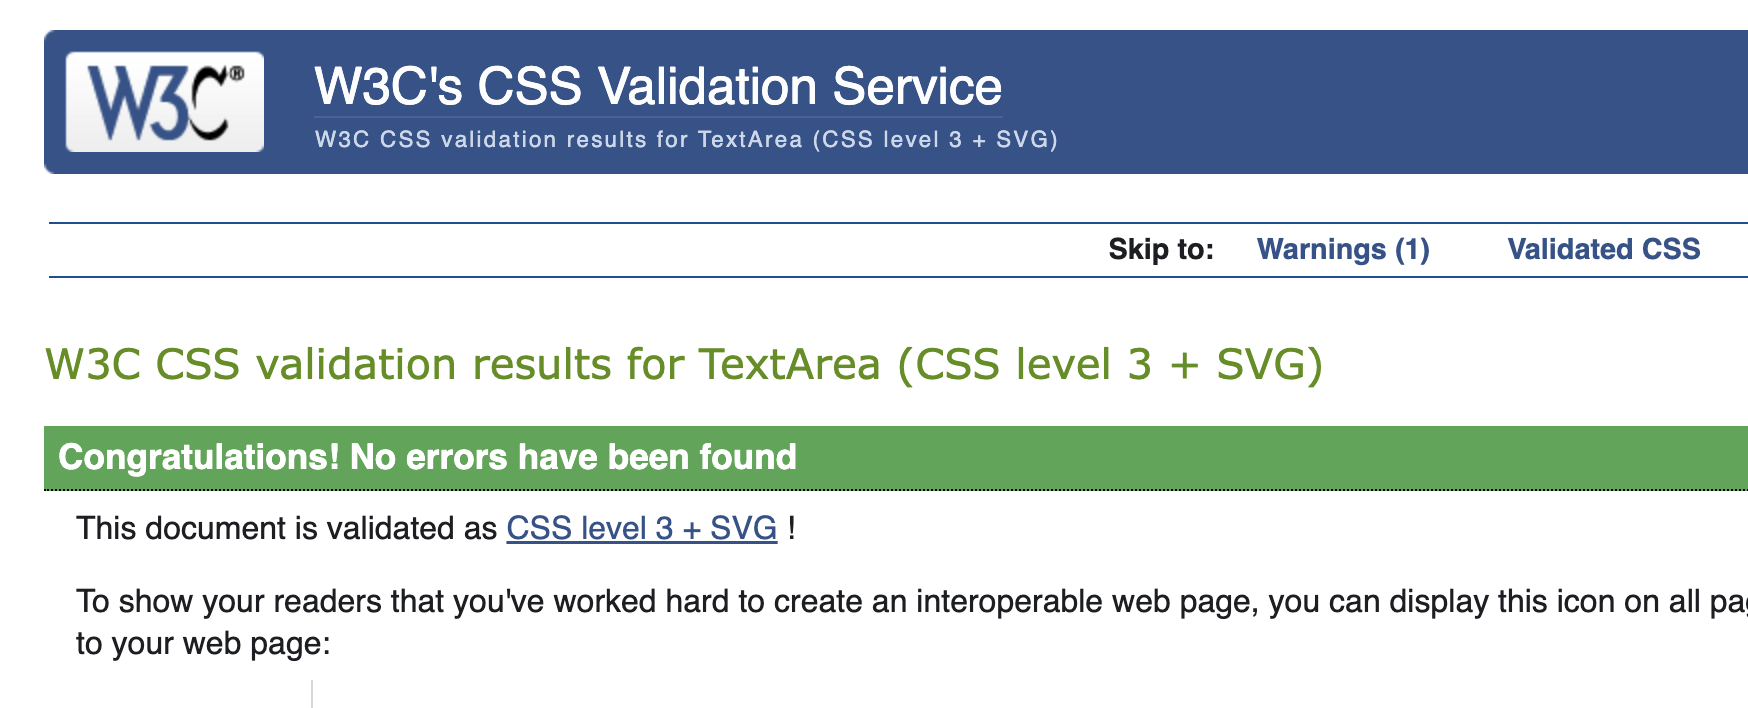 W3C®
W3C's CSS Validation Service
W3C CSS validation results for TextArea (CSS level 3 + SVG)
Skip to: Warnings (1) Validated CSS
W3C CSS validation results for TextArea (CSS level 3 + SVG)
Congratulations! No errors have been found
This document is validated as CSS level 3 + SVG !
To show your readers that you've worked hard to create an interoperable web page, you can display this icon on all
to your web page: